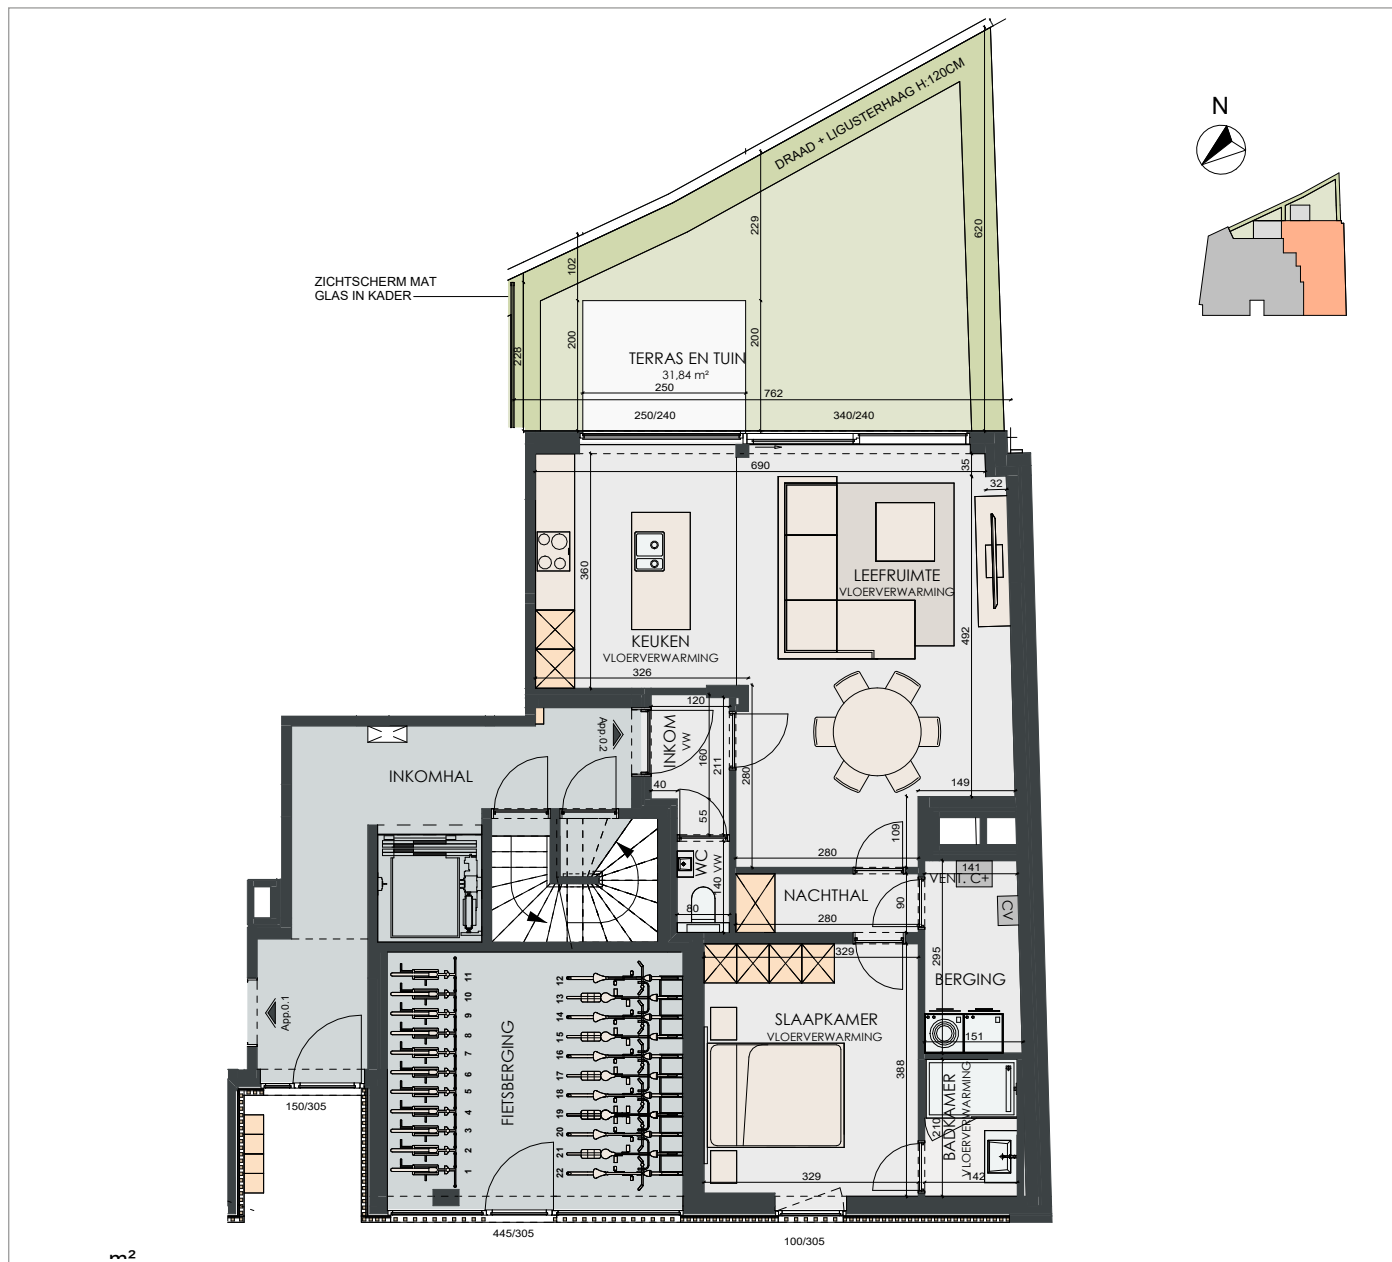 N
DRAAD + LIGUSTERHAAG H:120CM
229
620
102
ZICHTSCHERM MAT
GLAS IN KADER
200
200
228
TERRAS EN TUIN
31,84 m²
250
762
250/240
340/240
690
35
32
360
LEEFRUIMTE
VLOERVERWARMING
492
KEUKEN
VLOERVERWARMING
326
120
App.0.2
INKOM
VW
160
211
280
INKOMHAL
40
149
55
109
280
WC
140 VW
80
141
VENT. C+
NACHTHAL
280
90
CV
329
295
BERGING
11
10
9
8
7
6
5
4
3
2
1
FIETSBERGING
12
13
14
15
16
17
18
19
20
21
22
App.0.1
SLAAPKAMER
VLOERVERWARMING
151
388
210
BADKAMER
VLOERVERWARMING
329
142
150/305
445/305
100/305
m²